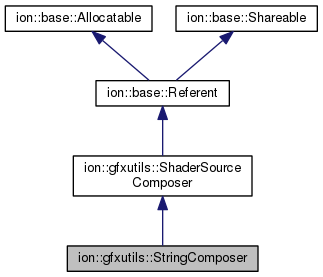 ion::base::Allocatable
ion::base::Shareable
ion::base::Referent
ion::gfxutils::ShaderSource
Composer
ion::gfxutils::StringComposer